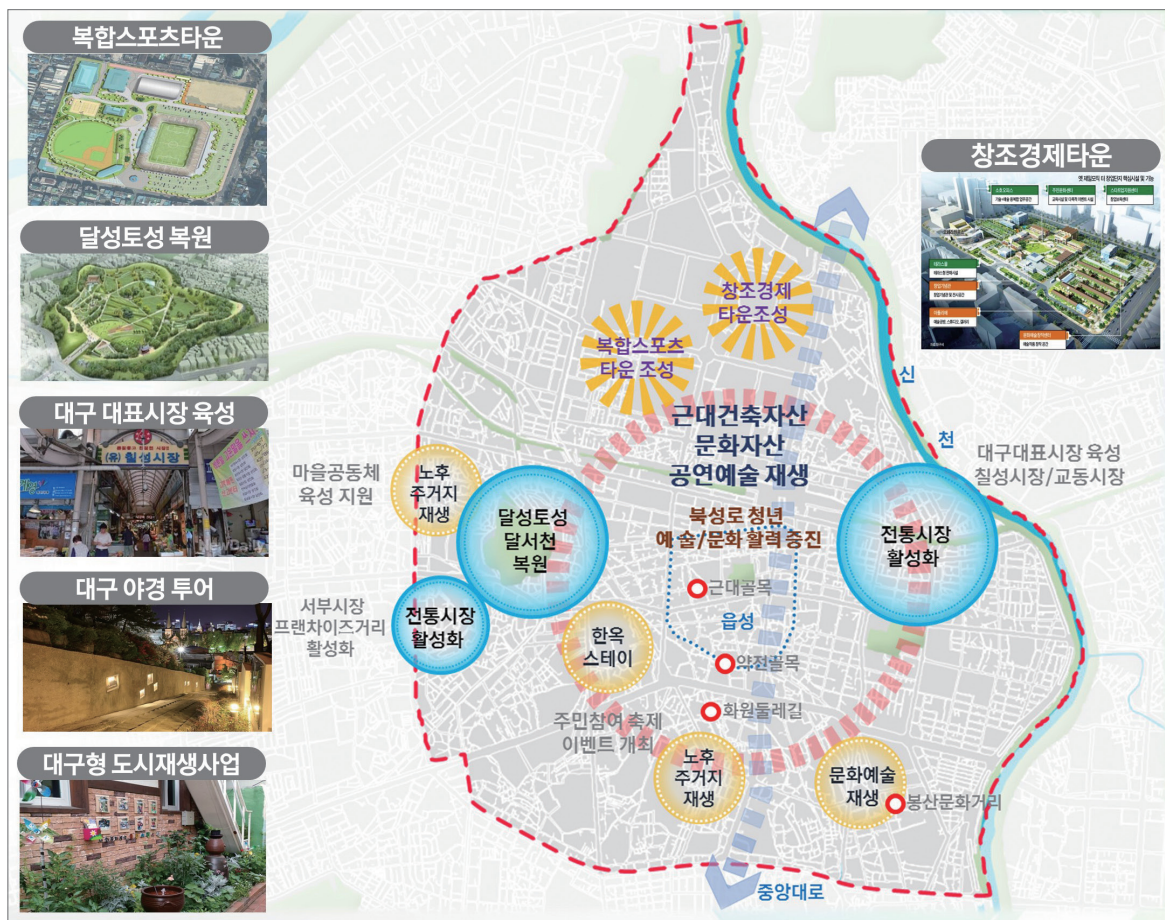 복합스포츠타운
달성토성 복원
대구 대표시장 육성
(유) 칠성시장
대구 야경 투어
대구형 도시재생사업
창조경제타운
창조경제
타운조성
복합스포츠
타운 조성
신
천
근대건축자산
문화자산
공연예술 재생
대구대표시장 육성
칠성시장/교동시장
마을공동체
육성 지원
노후
주거지
재생
달성토성
달서천
복원
북성로 청년
예 술/문화 활력 증진
전통시장
활성화
근대골목
읍성
서부시장
프랜차이즈거리
활성화
전통시장
활성화
한옥
스테이
약전골목
화원둘레길
주민참여 축제
이벤트 개최
노후
주거지
재생
문화예술
재생
봉산문화거리
중앙대로